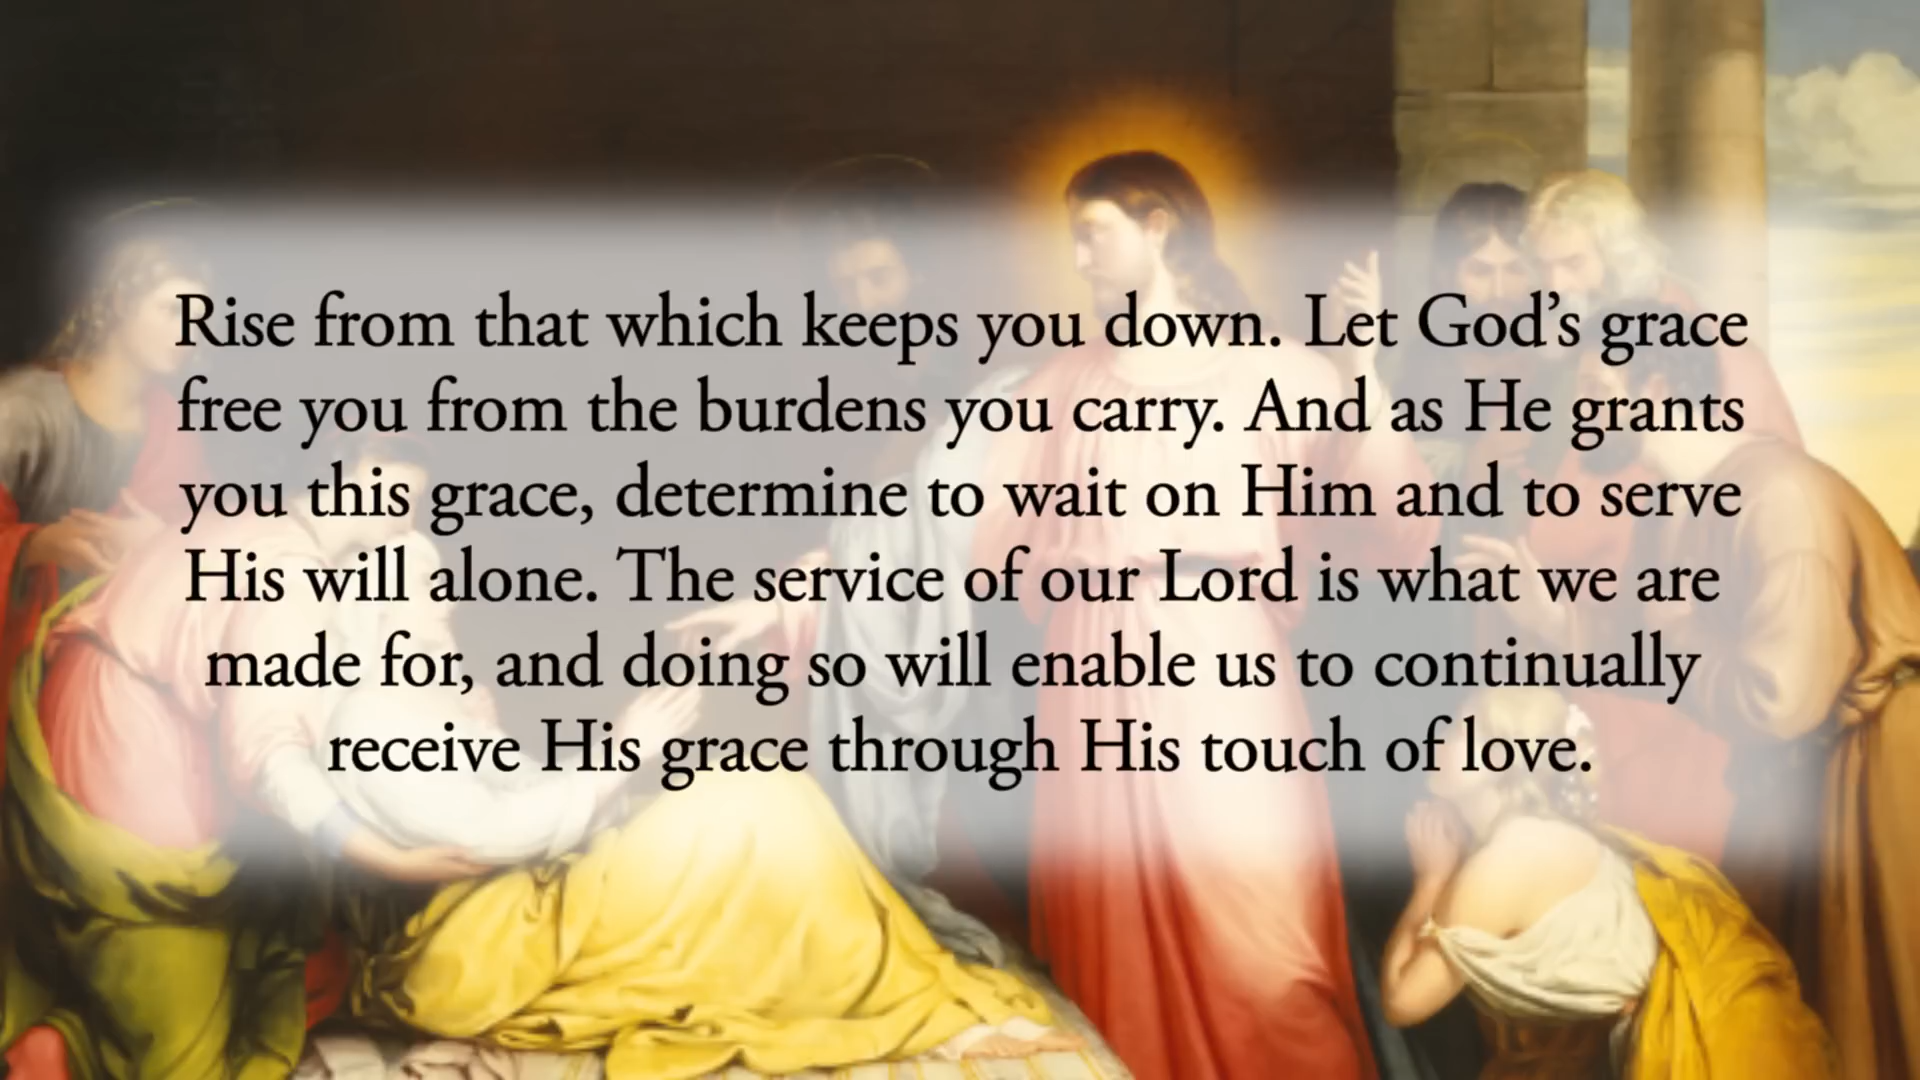 Rise from that which keeps you down. Let God’s grace
free you from the burdens you carry. And as He grants
you this grace, determine to wait on Him and to serve
His will alone. The service of our Lord is what we are
made for, and doing so will enable us to continually
receive His grace through His touch of love.